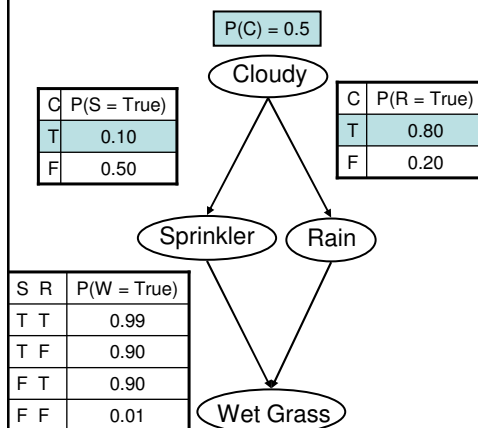 P(C) = 0.5
Cloudy
C P(S = True)
T 0.10
F 0.50
C P(R = True)
T 0.80
F 0.20
Sprinkler
Rain
S R P(W = True)
T T 0.99
T F 0.90
F T 0.90
F F 0.01
Wet Grass